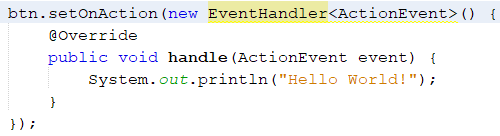 btn.setOnAction(new EventHandler<ActionEvent>() {
@Override
public void handle(ActionEvent event) {
System.out.println("Hello World!");
}
});